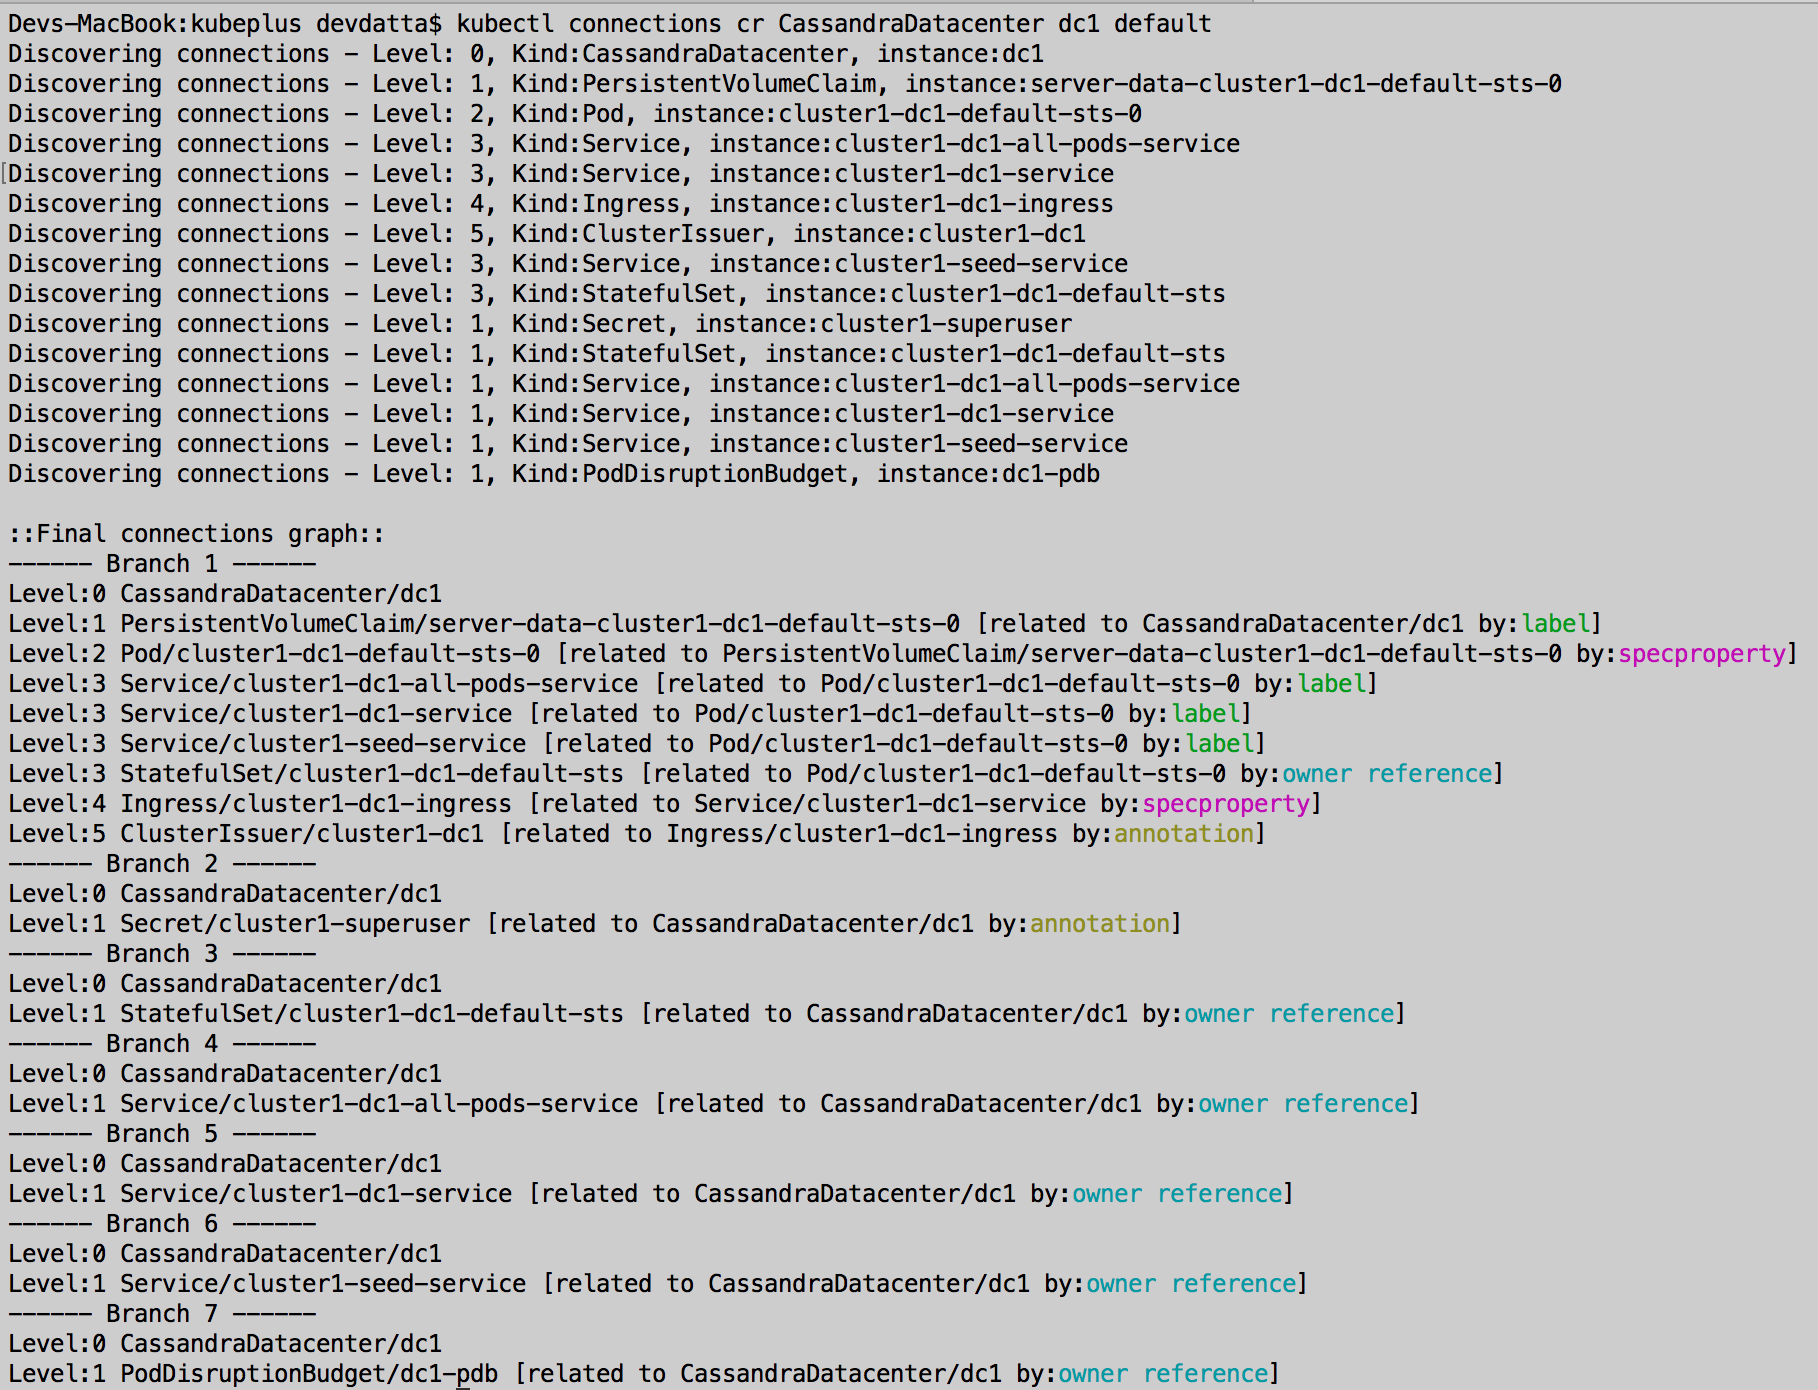 Devs-MacBook:kubeplus devdatta$ kubectl connections cr CassandraDatacenter dc1 default
Discovering connections - Level: 0, Kind:CassandraDatacenter, instance:dc1
Discovering connections - Level: 1, Kind:PersistentVolumeClaim, instance:server-data-cluster1-dc1-default-sts-0
Discovering connections - Level: 2, Kind:Pod, instance:cluster1-dc1-default-sts-0
Discovering connections - Level: 3, Kind:Service, instance:cluster1-dc1-all-pods-service
[Discovering connections - Level: 3, Kind:Service, instance:cluster1-dc1-service
Discovering connections - Level: 4, Kind:Ingress, instance:cluster1-dc1-ingress
Discovering connections - Level: 5, Kind:ClusterIssuer, instance:cluster1-dc1
Discovering connections - Level: 3, Kind:Service, instance:cluster1-seed-service
Discovering connections - Level: 3, Kind:StatefulSet, instance:cluster1-dc1-default-sts
Discovering connections - Level: 1, Kind:Secret, instance:cluster1-superuser
Discovering connections - Level: 1, Kind:StatefulSet, instance:cluster1-dc1-default-sts
Discovering connections - Level: 1, Kind:Service, instance:cluster1-dc1-all-pods-service
Discovering connections - Level: 1, Kind:Service, instance:cluster1-dc1-service
Discovering connections - Level: 1, Kind:Service, instance:cluster1-seed-service
Discovering connections - Level: 1, Kind:PodDisruptionBudget, instance:dc1-pdb
::Final connections graph::
------ Branch 1 ------
Level:0 CassandraDatacenter/dc1
Level:1 PersistentVolumeClaim/server-data-cluster1-dc1-default-sts-0 [related to CassandraDatacenter/dc1 by:label]
Level:2 Pod/cluster1-dc1-default-sts-0 [related to PersistentVolumeClaim/server-data-cluster1-dc1-default-sts-0 by:specproperty]
Level:3 Service/cluster1-dc1-all-pods-service [related to Pod/cluster1-dc1-default-sts-0 by:label]
Level:3 Service/cluster1-dc1-service [related to Pod/cluster1-dc1-default-sts-0 by:label]
Level:3 Service/cluster1-seed-service [related to Pod/cluster1-dc1-default-sts-0 by:label]
Level:3 StatefulSet/cluster1-dc1-default-sts [related to Pod/cluster1-dc1-default-sts-0 by:owner reference]
Level:4 Ingress/cluster1-dc1-ingress [related to Service/cluster1-dc1-service by:specproperty]
Level:5 ClusterIssuer/cluster1-dc1 [related to Ingress/cluster1-dc1-ingress by:annotation]
------ Branch 2 ------
Level:0 CassandraDatacenter/dc1
Level:1 Secret/cluster1-superuser [related to CassandraDatacenter/dc1 by:annotation]
------ Branch 3 ------
Level:0 CassandraDatacenter/dc1
Level:1 StatefulSet/cluster1-dc1-default-sts [related to CassandraDatacenter/dc1 by:owner reference]
------ Branch 4 ------
Level:0 CassandraDatacenter/dc1
Level:1 Service/cluster1-dc1-all-pods-service [related to CassandraDatacenter/dc1 by:owner reference]
------ Branch 5 ------
Level:0 CassandraDatacenter/dc1
Level:1 Service/cluster1-dc1-service [related to CassandraDatacenter/dc1 by:owner reference]
------ Branch 6 ------
Level:0 CassandraDatacenter/dc1
Level:1 Service/cluster1-seed-service [related to CassandraDatacenter/dc1 by:owner reference]
------ Branch 7 ------
Level:0 CassandraDatacenter/dc1
Level:1 PodDisruptionBudget/dc1-pdb [related to CassandraDatacenter/dc1 by:owner reference]